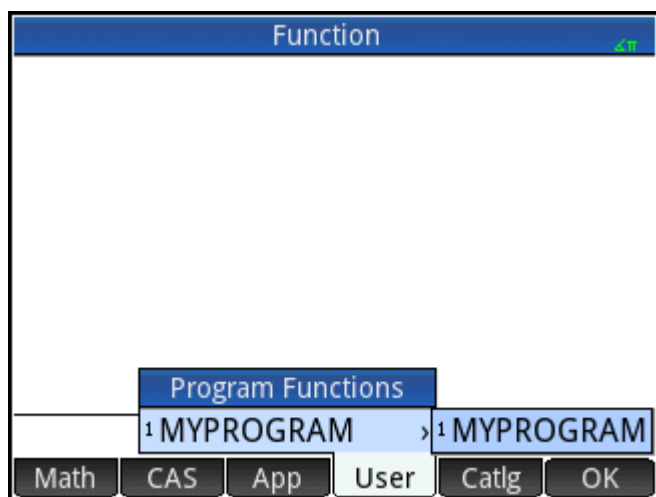 Function
∠π
Program Functions
1 MYPROGRAM › 1 MYPROGRAM
Math CAS App User Catlg OK